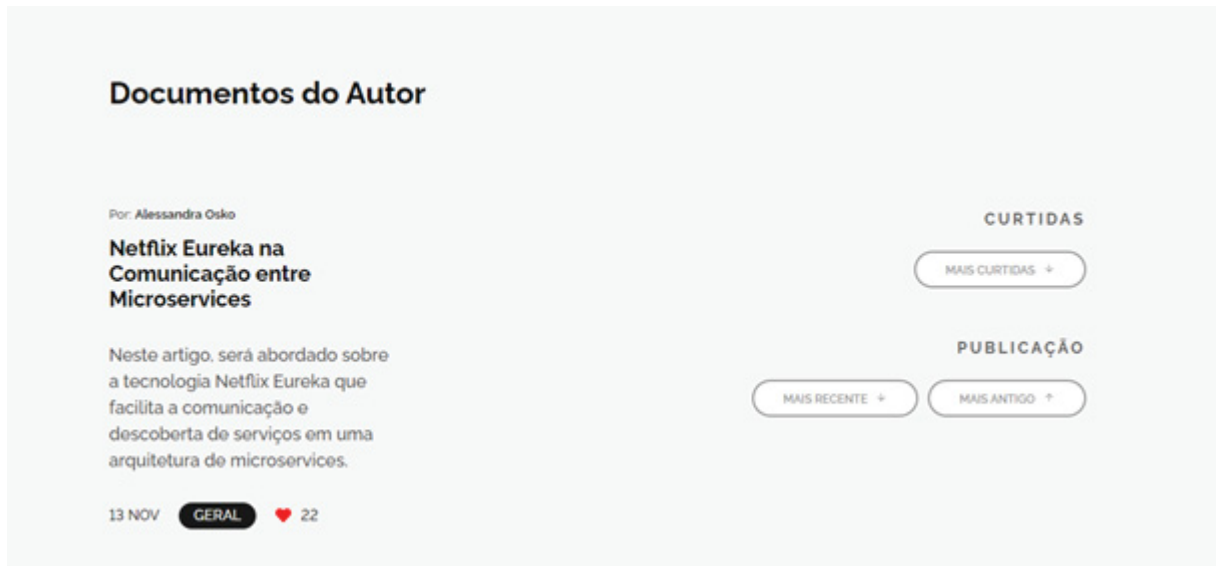 Documentos do Autor
Por: Alessandra Osko
Netflix Eureka na
Comunicação entre
Microservices
Neste artigo, será abordado sobre
a tecnologia Netflix Eureka que
facilita a comunicação e
descoberta de serviços em uma
arquitetura de microservices.
13 NOV GERAL 22
CURTIDAS
MAIS CURTIDAS ↓
PUBLICAÇÃO
MAIS RECENTE ↓ MAIS ANTIGO ↑